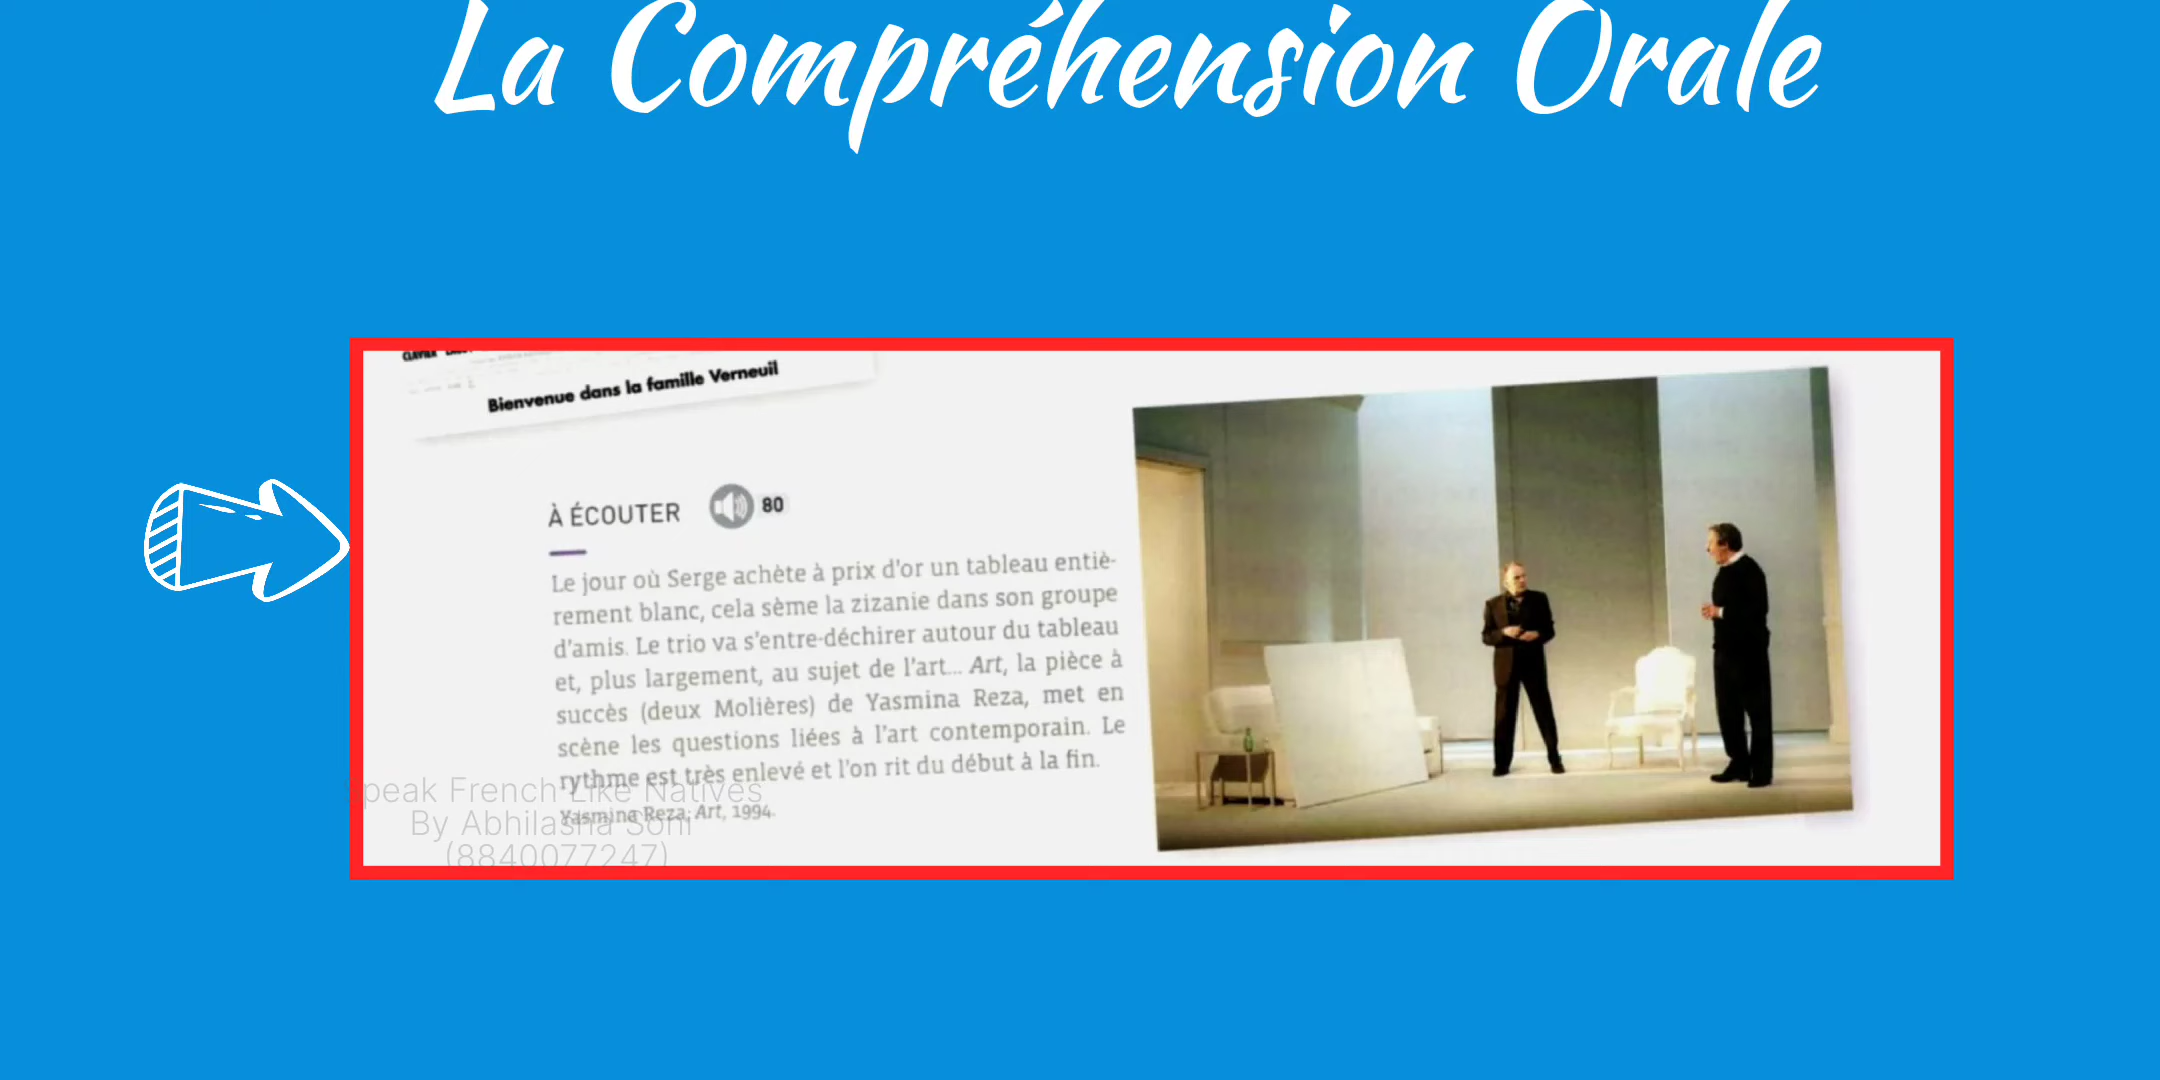 La Compréhension Orale
Bienvenue dans la famille Verneuil
À ÉCOUTER 80
Le jour où Serge achète à prix d'or un tableau entiè-
rement blanc, cela sème la zizanie dans son groupe
d'amis. Le trio va s'entre-déchirer autour du tableau
et, plus largement, au sujet de l'art... Art, la pièce à
succès (deux Molières) de Yasmina Reza, met en
scène les questions liées à l'art contemporain. Le
rythme est très enlevé et l'on rit du début à la fin.
Yasmina Reza, Art, 1994.
peak French Like Natives
By Abhilasha Soni
(8840077247)